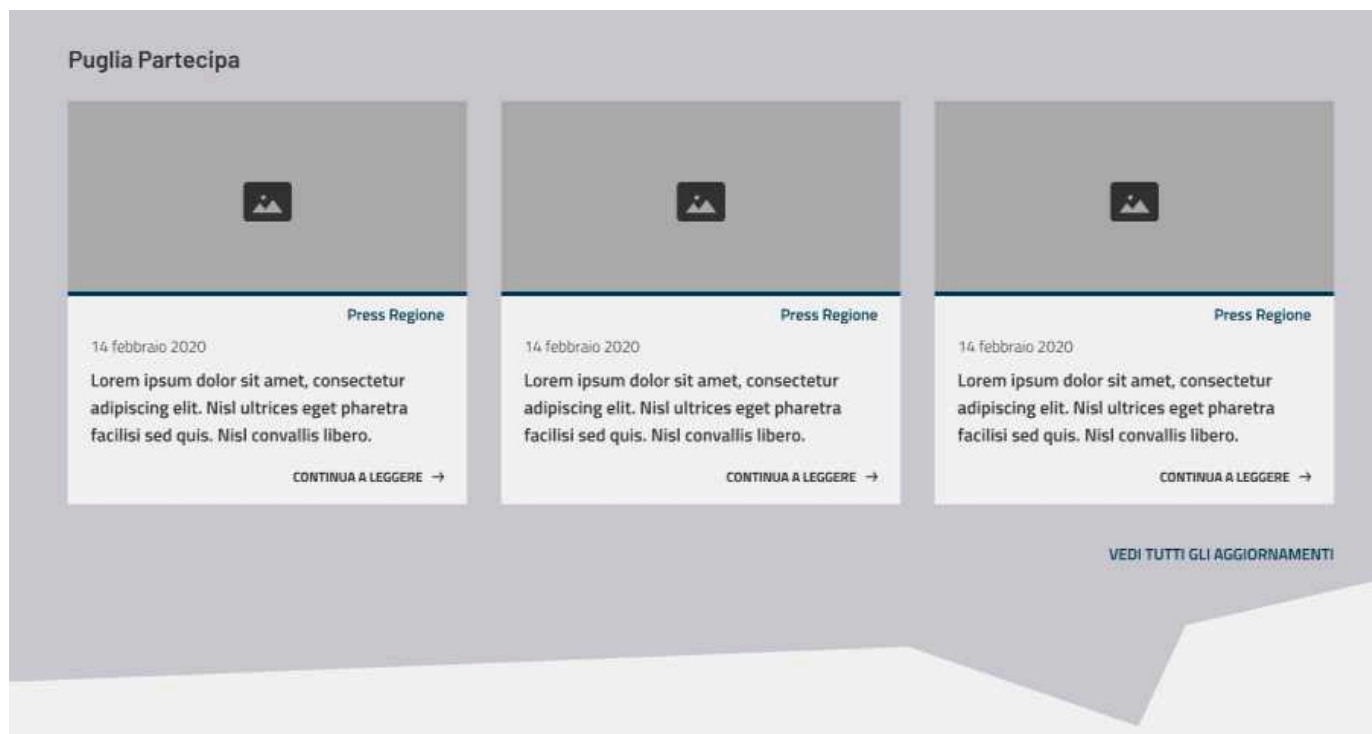 Puglia Partecipa
Press Regione
14 febbraio 2020
Lorem ipsum dolor sit amet, consectetur
adipiscing elit. Nisl ultrices eget pharetra
facilisi sed quis. Nisl convallis libero.
CONTINUA A LEGGERE →
Press Regione
14 febbraio 2020
Lorem ipsum dolor sit amet, consectetur
adipiscing elit. Nisl ultrices eget pharetra
facilisi sed quis. Nisl convallis libero.
CONTINUA A LEGGERE →
Press Regione
14 febbraio 2020
Lorem ipsum dolor sit amet, consectetur
adipiscing elit. Nisl ultrices eget pharetra
facilisi sed quis. Nisl convallis libero.
CONTINUA A LEGGERE →
VEDI TUTTI GLI AGGIORNAMENTI